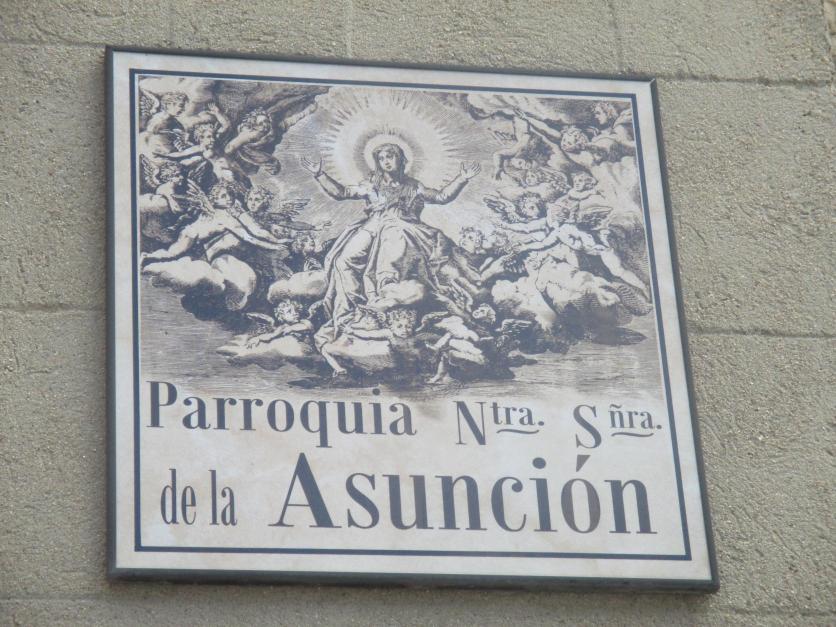 Parroquia Ntra. Sñra.
de la Asunción